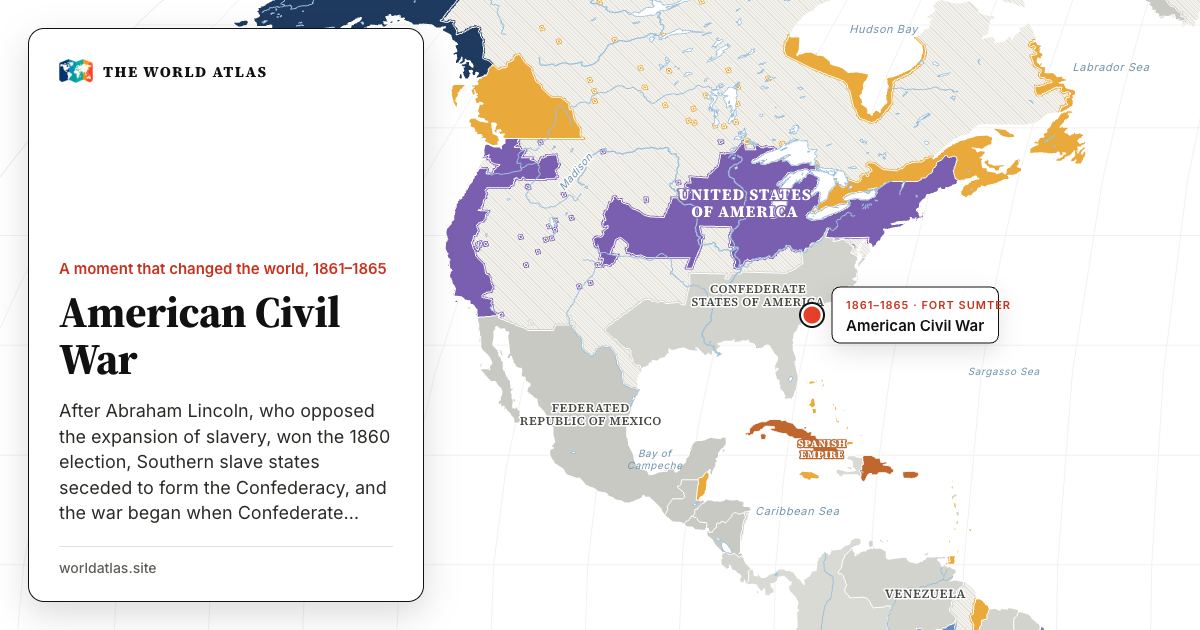 THE WORLD ATLAS
A moment that changed the world, 1861–1865
American Civil
War
After Abraham Lincoln, who opposed
the expansion of slavery, won the 1860
election, Southern slave states
seceded to form the Confederacy, and
the war began when Confederate...
worldatlas.site
Hudson Bay
Labrador Sea
Madison
UNITED STATES
OF AMERICA
CONFEDERATE
STATES OF AMERICA
1861–1865 · FORT SUMTER
American Civil War
Sargasso Sea
FEDERATED
REPUBLIC OF MEXICO
SPANISH
EMPIRE
Bay of
Campeche
Caribbean Sea
VENEZUELA